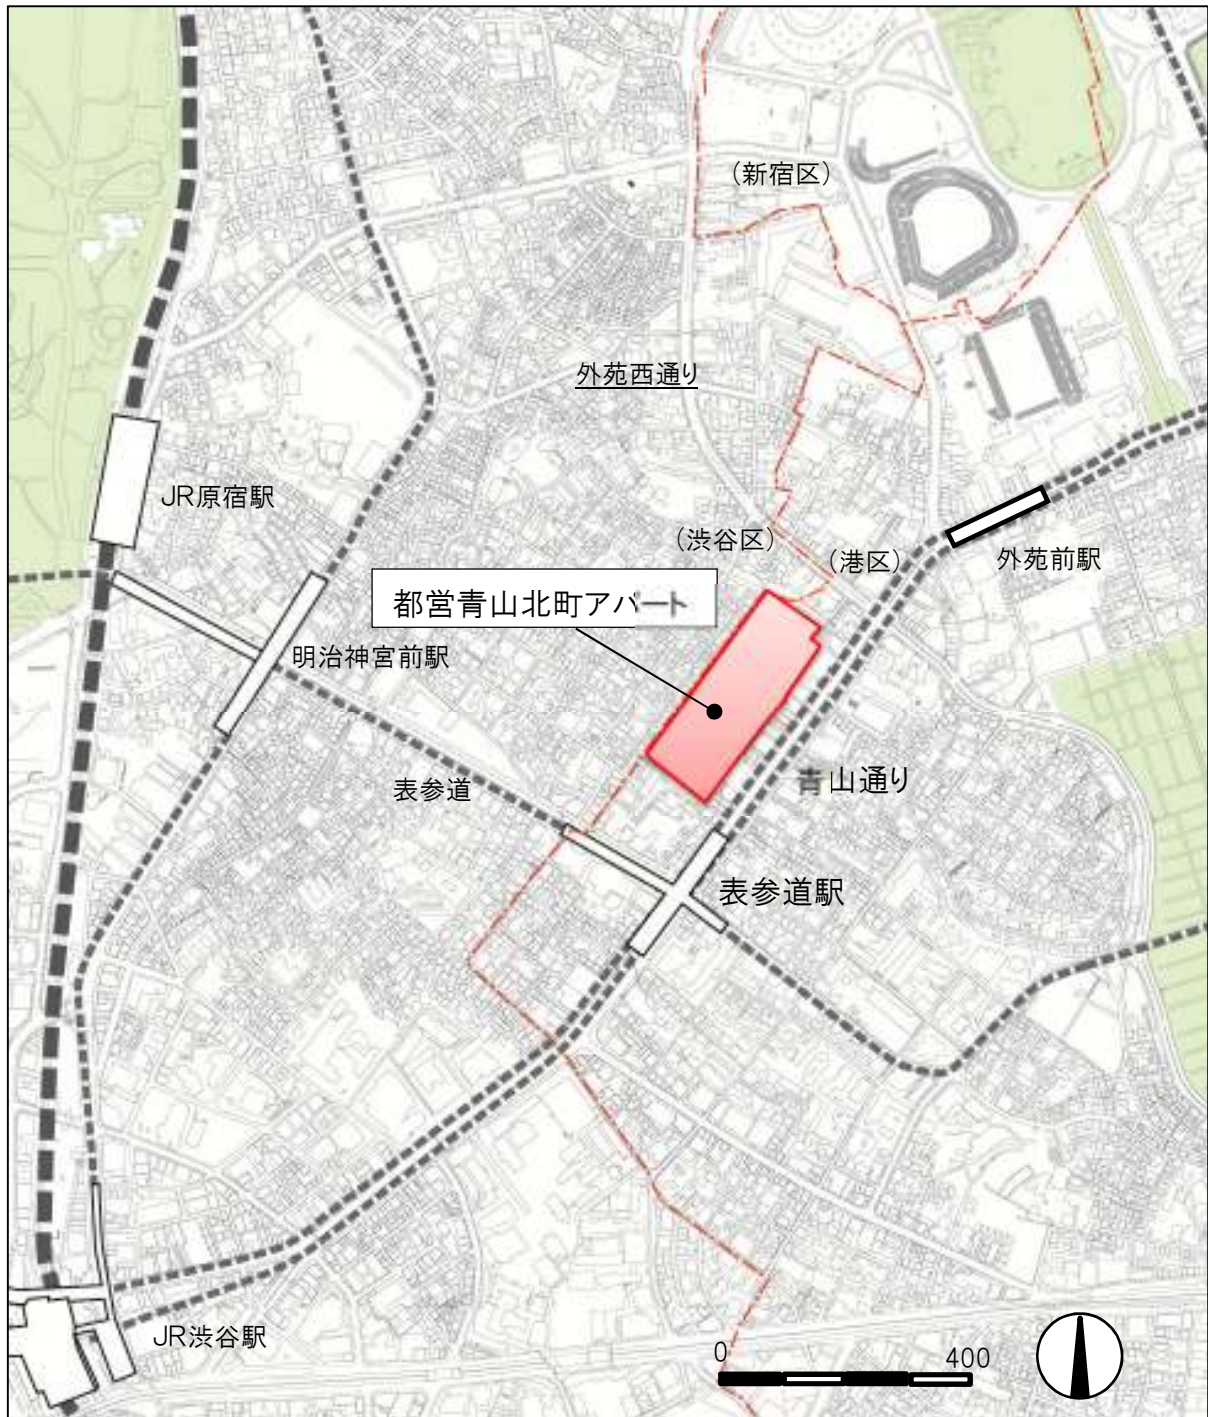 （新宿区）
外苑西通り
JR原宿駅
（渋谷区）
（港区）
外苑前駅
都営青山北町アパート
明治神宮前駅
青山通り
表参道
表参道駅
JR渋谷駅
0
400